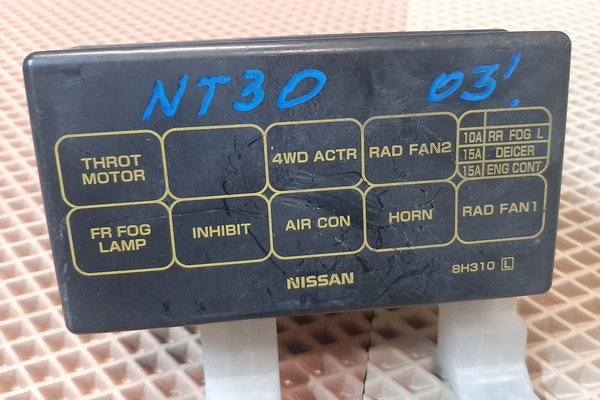 NT30 03!
THROT
MOTOR
4WD ACTR
RAD FAN2
10A RR FOG L
15A DEICER
15A ENG CONT
FR FOG
LAMP
INHIBIT
AIR CON
HORN
RAD FAN1
NISSAN
8H310 L